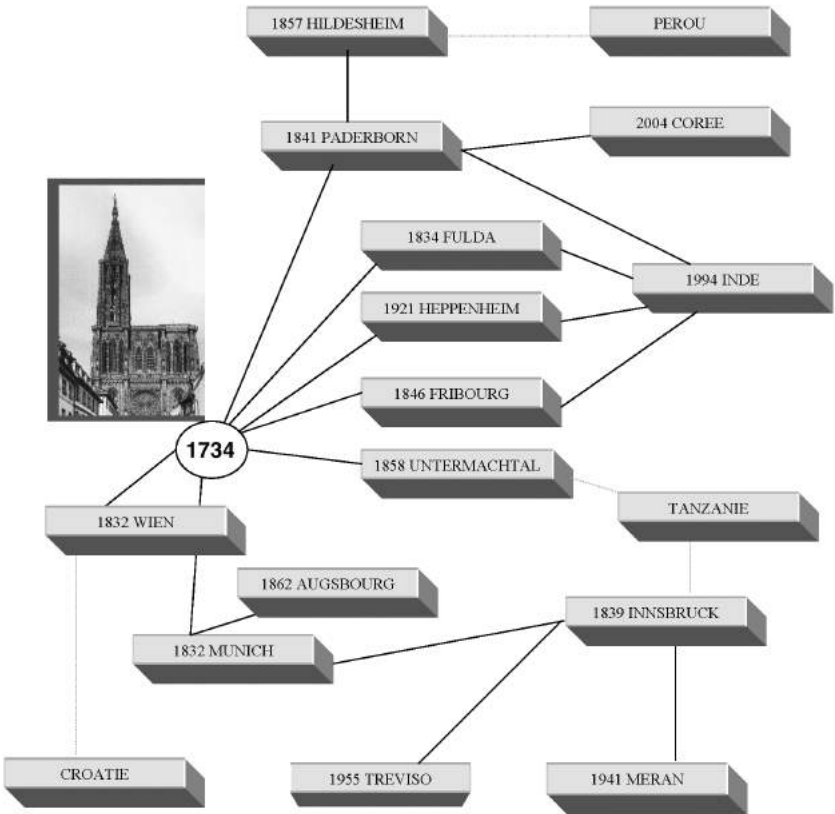 1857 HILDESHEIM
PEROU
1841 PADERBORN
2004 COREE
1834 FULDA
1994 INDE
1921 HEPPENHEIM
1846 FRIBOURG
1734
1858 UNTERMACHTAL
1832 WIEN
TANZANIE
1862 AUGSBOURG
1839 INNSBRUCK
1832 MUNICH
CROATIE
1955 TREVISO
1941 MERAN